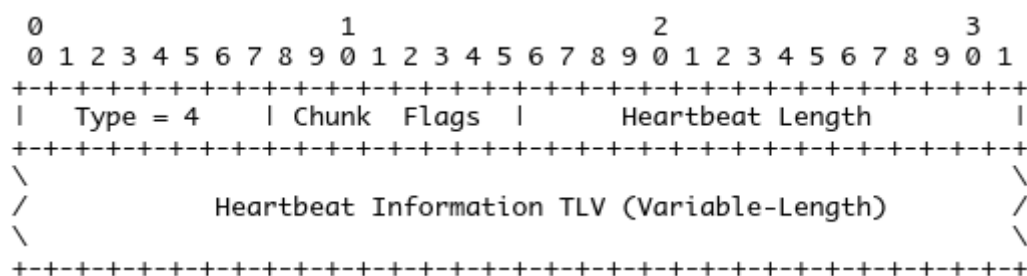 0                   1                   2                   3
 0 1 2 3 4 5 6 7 8 9 0 1 2 3 4 5 6 7 8 9 0 1 2 3 4 5 6 7 8 9 0 1
+-+-+-+-+-+-+-+-+-+-+-+-+-+-+-+-+-+-+-+-+-+-+-+-+-+-+-+-+-+-+-+-+
|   Type = 4    | Chunk  Flags  |      Heartbeat Length         |
+-+-+-+-+-+-+-+-+-+-+-+-+-+-+-+-+-+-+-+-+-+-+-+-+-+-+-+-+-+-+-+-+
\                                                               \
/            Heartbeat Information TLV (Variable-Length)        /
\                                                               \
+-+-+-+-+-+-+-+-+-+-+-+-+-+-+-+-+-+-+-+-+-+-+-+-+-+-+-+-+-+-+-+-+